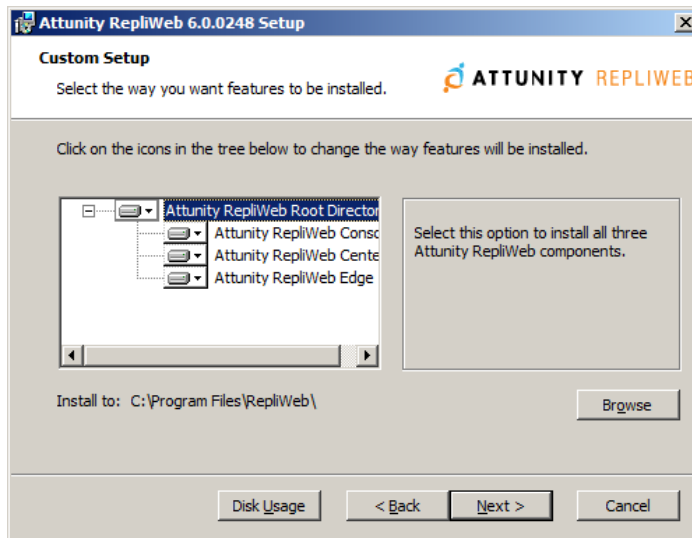 Attunity RepliWeb 6.0.0248 Setup
Custom Setup
Select the way you want features to be installed.
ATTUNITY REPLIWEB
Click on the icons in the tree below to change the way features will be installed.
Attunity RepliWeb Root Director
Attunity RepliWeb Consc
Attunity RepliWeb Cente
Attunity RepliWeb Edge
Select this option to install all three
Attunity RepliWeb components.
Install to: C:\Program Files\RepliWeb\
Browse
Disk Usage
< Back
Next >
Cancel